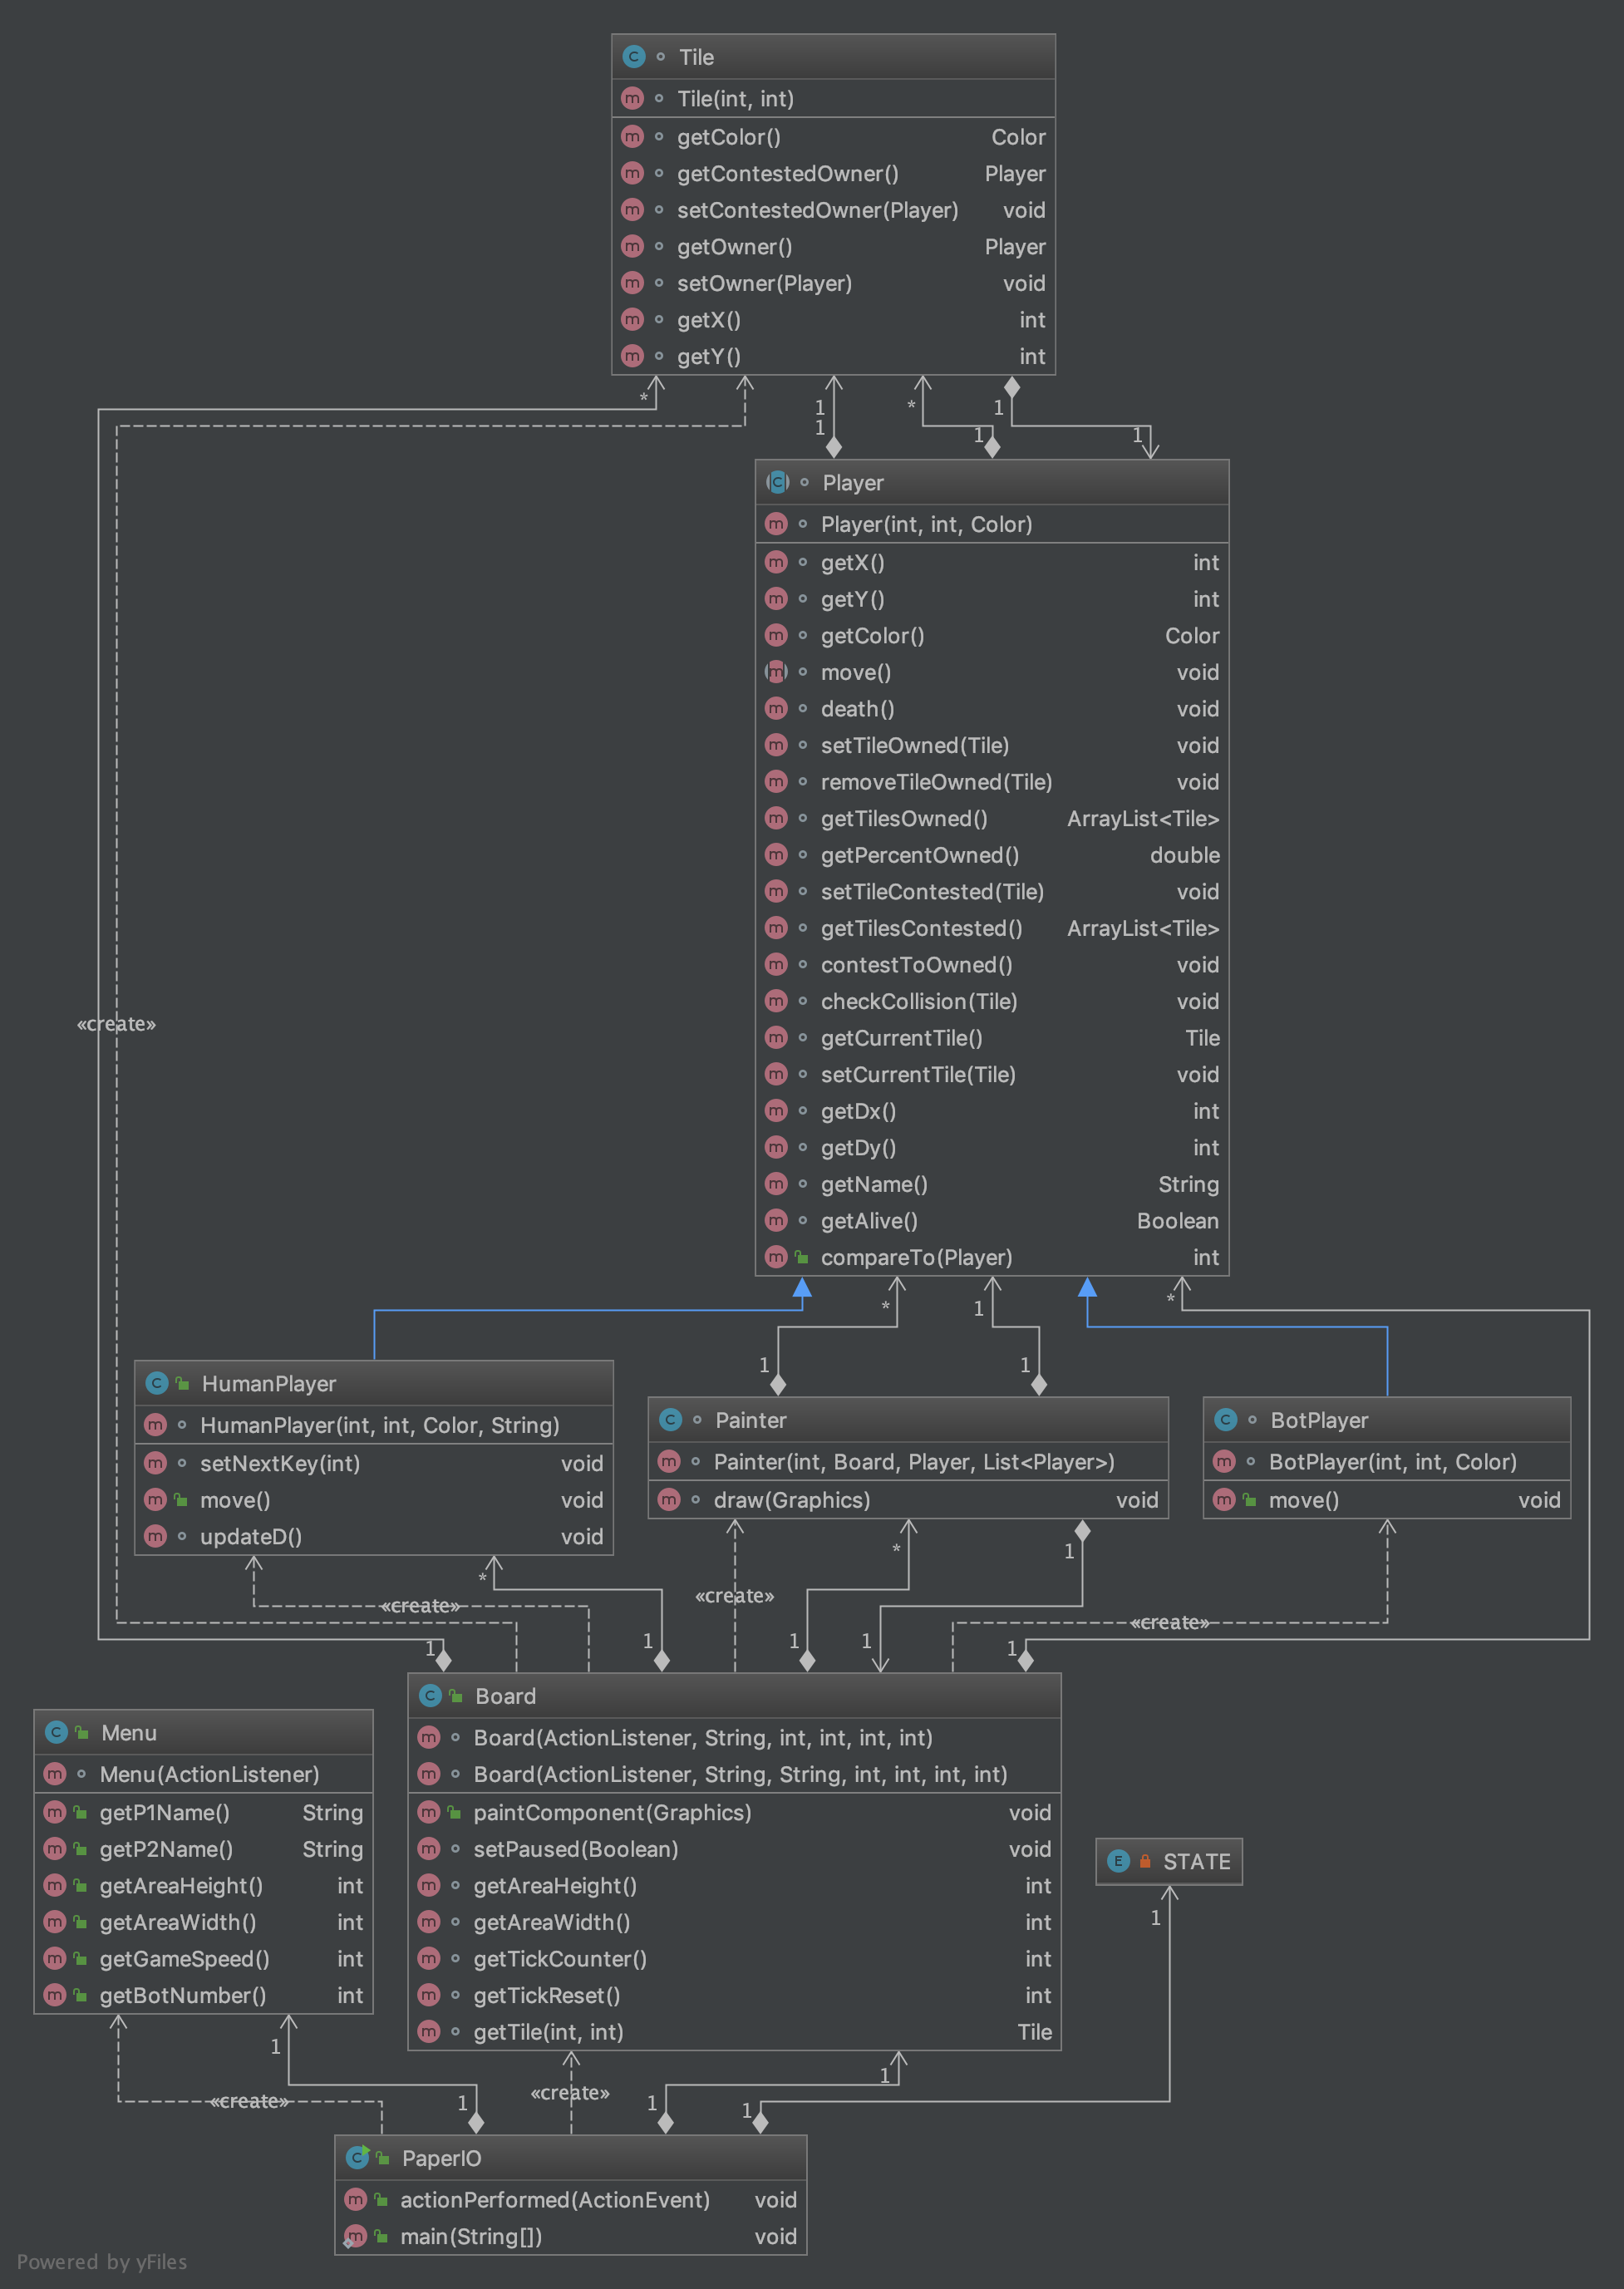 Tile
Tile(int, int)
getColor() Color
getContestedOwner() Player
setContestedOwner(Player) void
getOwner() Player
setOwner(Player) void
getX() int
getY() int
* 1 * 1
1 1 1
Player
Player(int, int, Color)
getX() int
getY() int
getColor() Color
move() void
death() void
setTileOwned(Tile) void
removeTileOwned(Tile) void
getTilesOwned() ArrayList<Tile>
getPercentOwned() double
setTileContested(Tile) void
getTilesContested() ArrayList<Tile>
contestToOwned() void
checkCollision(Tile) void
«create»
getCurrentTile() Tile
setCurrentTile(Tile) void
getDx() int
getDy() int
getName() String
getAlive() Boolean
compareTo(Player) int
* 1 *
1 1
HumanPlayer
HumanPlayer(int, int, Color, String)
setNextKey(int) void
move() void
updateD() void
Painter
Painter(int, Board, Player, List<Player>)
draw(Graphics) void
BotPlayer
BotPlayer(int, int, Color)
move() void
* * 1
«create» «create» «create»
1 1 1 1 1
Board
Board(ActionListener, String, int, int, int, int)
Board(ActionListener, String, String, int, int, int, int)
paintComponent(Graphics) void
setPaused(Boolean) void
getAreaHeight() int
getAreaWidth() int
getTickCounter() int
getTickReset() int
getTile(int, int) Tile
Menu
Menu(ActionListener)
getP1Name() String
getP2Name() String
getAreaHeight() int
getAreaWidth() int
getGameSpeed() int
getBotNumber() int
STATE
1
1 1
«create» «create»
1 1 1
PaperIO
actionPerformed(ActionEvent) void
main(String[]) void
Powered by yFiles